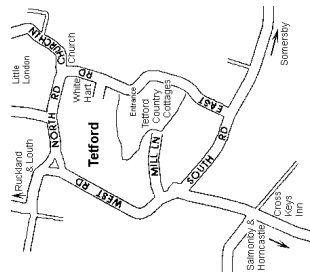 CHURCH LN
Church
Little
London
White
Hart
RD
NORTH RD
Ruckland
& Louth
Entrance
Tetford
Country
Cottages
EAST
Somersby
Tetford
MILL LN
WEST RD
SOUTH RD
Cross
Keys
Inn
Salmonby &
Horncastle